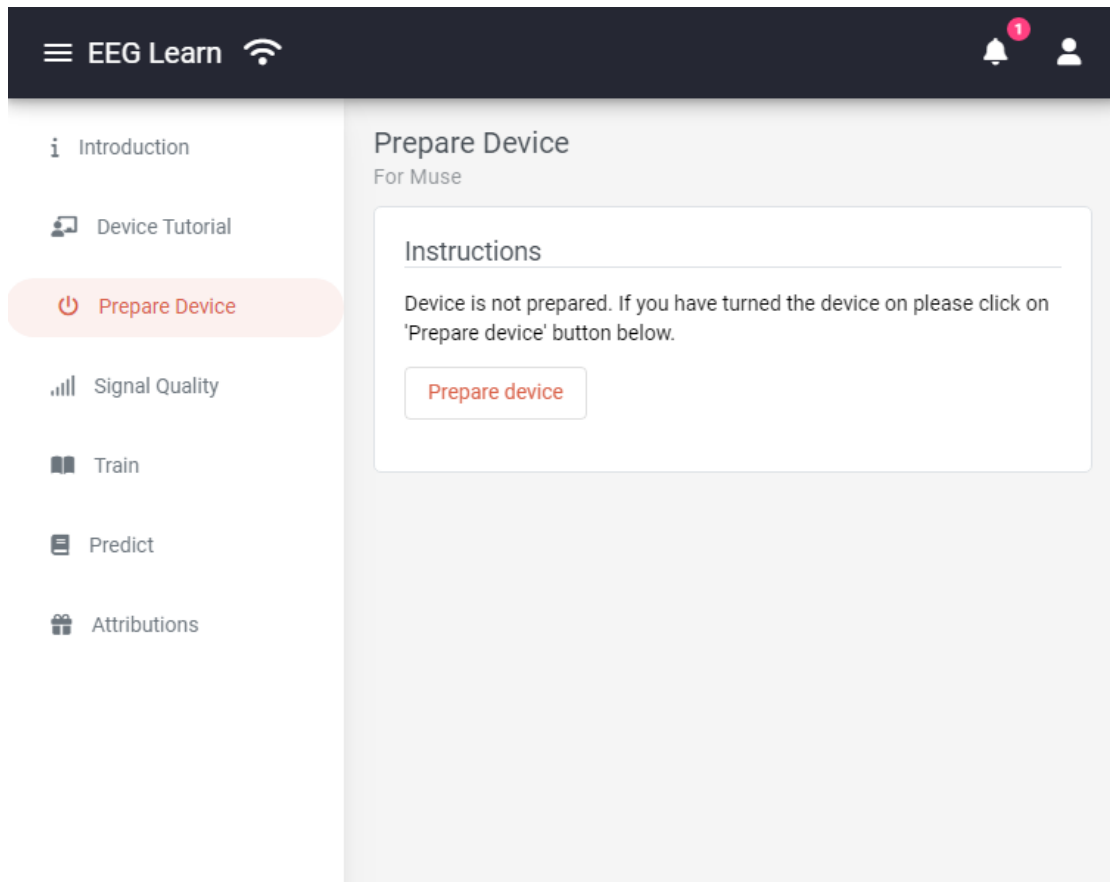 EEG Learn
1
Introduction
Device Tutorial
Prepare Device
Signal Quality
Train
Predict
Attributions
Prepare Device
For Muse
Instructions
Device is not prepared. If you have turned the device on please click on
'Prepare device' button below.
Prepare device